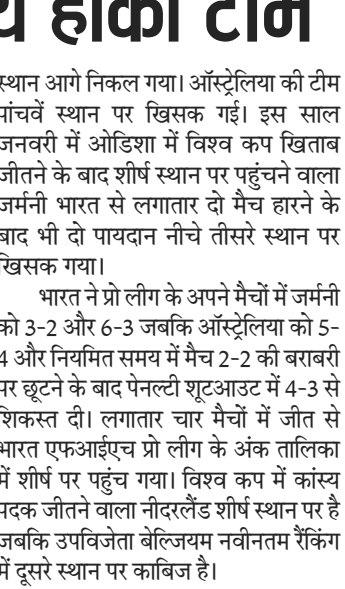 हॉकी टीम
स्थान आगे निकल गया। ऑस्ट्रेलिया की टीम
पांचवें स्थान पर खिसक गई। इस साल
जनवरी में ओडिशा में विश्व कप खिताब
जीतने के बाद शीर्ष स्थान पर पहुंचने वाला
जर्मनी भारत से लगातार दो मैच हारने के
बाद भी दो पायदान नीचे तीसरे स्थान पर
खिसक गया।
भारत ने प्रो लीग के अपने मैचों में जर्मनी
को 3-2 और 6-3 जबकि ऑस्ट्रेलिया को 5-
4 और नियमित समय में मैच 2-2 की बराबरी
पर छूटने के बाद पेनल्टी शूटआउट में 4-3 से
शिकस्त दी। लगातार चार मैचों में जीत से
भारत एफआईएच प्रो लीग के अंक तालिका
में शीर्ष पर पहुंच गया। विश्व कप में कांस्य
पदक जीतने वाला नीदरलैंड शीर्ष स्थान पर है
जबकि उपविजेता बेल्जियम नवीनतम रैंकिंग
में दूसरे स्थान पर काबिज है।